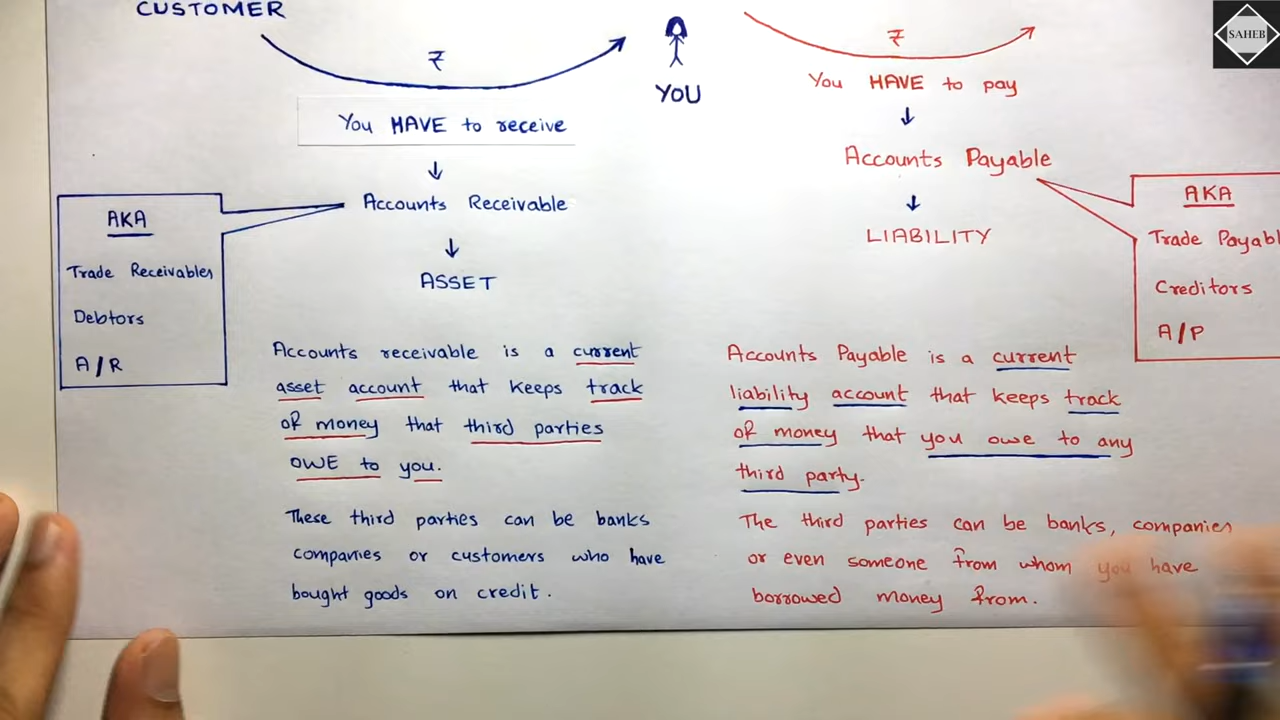 CUSTOMER
SAHEB
₹
₹
YOU
You HAVE to receive
You HAVE to pay
↓
↓
Accounts Receivable
Accounts Payable
↓
↓
ASSET
LIABILITY
AKA
Trade Receivables
Debtors
A/R
AKA
Trade Payabl
Creditors
A/P
Accounts receivable is a current
asset account that keeps track
of money that third parties
OWE to you.
These third parties can be banks
companies or customers who have
bought goods on credit.
Accounts Payable is a current
liability account that keeps track
of money that you owe to any
third party.
The third parties can be banks, companies
or even someone from whom you have
borrowed money from.